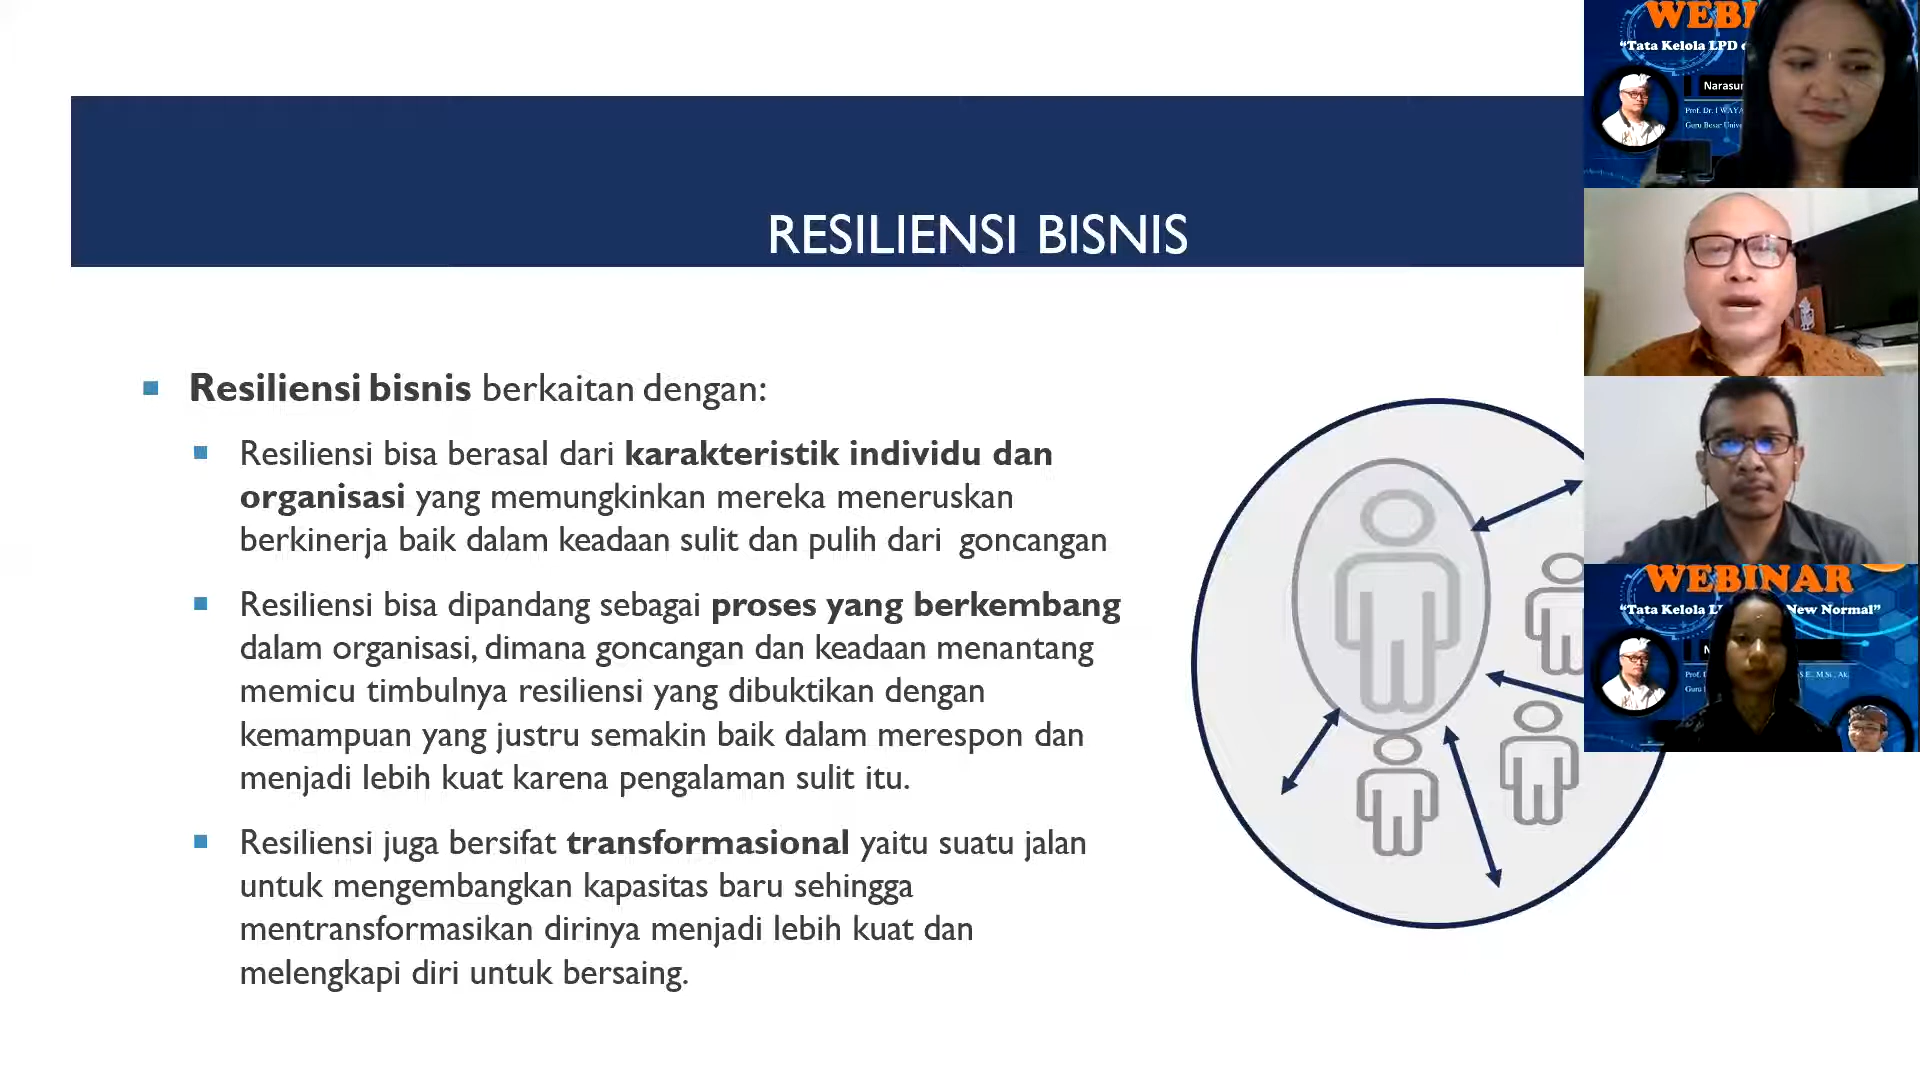 RESILIENSI BISNIS
Resiliensi bisnis berkaitan dengan:
Resiliensi bisa berasal dari karakteristik individu dan
organisasi yang memungkinkan mereka meneruskan
berkinerja baik dalam keadaan sulit dan pulih dari goncangan
Resiliensi bisa dipandang sebagai proses yang berkembang
dalam organisasi, dimana goncangan dan keadaan menantang
memicu timbulnya resiliensi yang dibuktikan dengan
kemampuan yang justru semakin baik dalam merespon dan
menjadi lebih kuat karena pengalaman sulit itu.
Resiliensi juga bersifat transformasional yaitu suatu jalan
untuk mengembangkan kapasitas baru sehingga
mentransformasikan dirinya menjadi lebih kuat dan
melengkapi diri untuk bersaing.
WEBI
“Tata Kelola LPD
Narasu
Prof. Dr. I WAYA
Guru Besar Unive
WEBINAR
“Tata Kelola L New Normal”
N
Prof. S.E., M.Si., Ak,
Guru